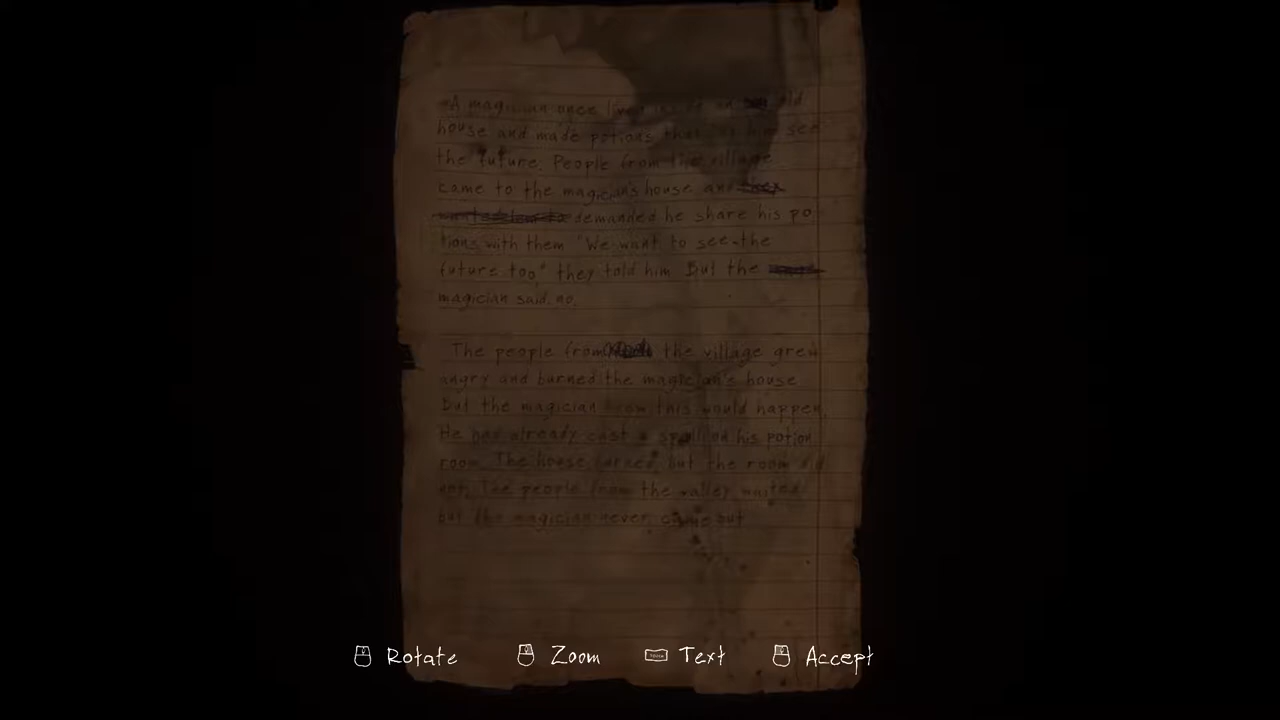 A magician once lived inside an old
house and made potions that let him see
the future. People from the village
came to the magician's house and they
wanted him to demanded he share his po
tions with them "We want to see the
future too," they told him But the
magician said no.
The people from the village grew
angry and burned the magician's house
But the magician knew this would happen.
He had already cast a spell on his potion
room. The house burned, but the room did
not. The people from the valley waited
but the magician never came out
Rotate Zoom Text Accept